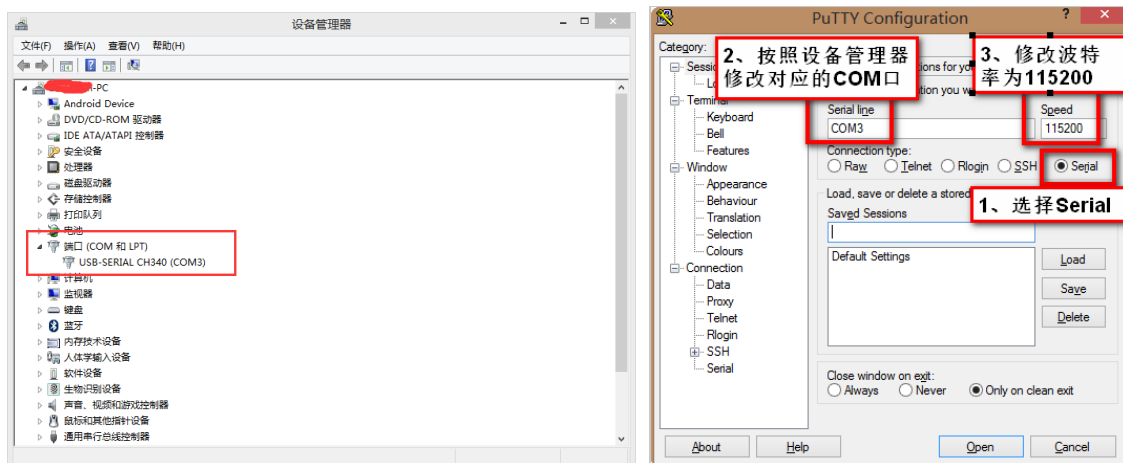 设备管理器
文件(F) 操作(A) 查看(V) 帮助(H)
-PC
Android Device
DVD/CD-ROM 驱动器
IDE ATA/ATAPI 控制器
安全设备
处理器
磁盘驱动器
存储控制器
打印队列
电池
端口 (COM 和 LPT)
USB-SERIAL CH340 (COM3)
计算机
监视器
键盘
蓝牙
内存技术设备
人体学输入设备
软件设备
生物识别设备
声音、视频和游戏控制器
鼠标和其他指针设备
通用串行总线控制器
PuTTY Configuration
Category:
Terminal
Keyboard
Bell
Features
Window
Appearance
Behaviour
Translation
Selection
Colours
Connection
Data
Proxy
Telnet
Rlogin
SSH
Serial
2、按照设备管理器
修改对应的COM口
3、修改波特
率为115200
Serial line
Speed
COM3
115200
Connection type:
Raw Telnet Rlogin SSH Serial
1、选择Serial
Load, save or delete a stored
Saved Sessions
Default Settings
Load
Save
Delete
Close window on exit:
Always Never Only on clean exit
About Help Open Cancel